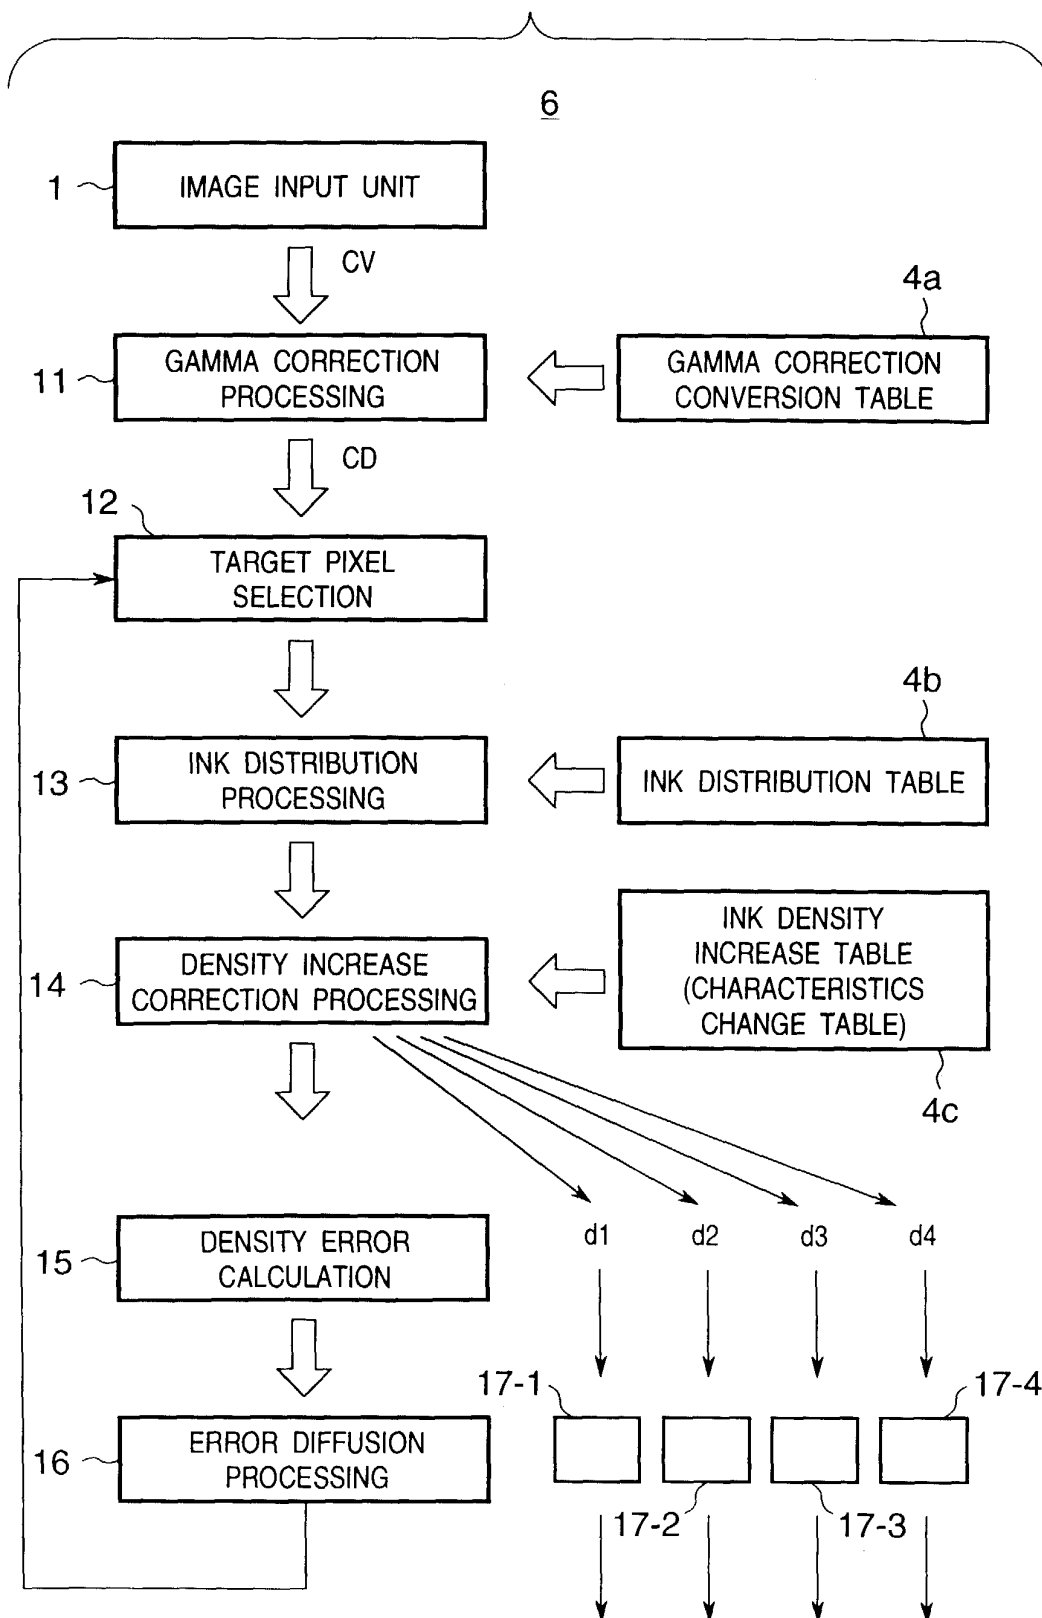 6
1
IMAGE INPUT UNIT
CV
4a
11
GAMMA CORRECTION
PROCESSING
GAMMA CORRECTION
CONVERSION TABLE
CD
12
TARGET PIXEL
SELECTION
4b
13
INK DISTRIBUTION
PROCESSING
INK DISTRIBUTION TABLE
14
DENSITY INCREASE
CORRECTION PROCESSING
INK DENSITY
INCREASE TABLE
(CHARACTERISTICS
CHANGE TABLE)
4c
15
DENSITY ERROR
CALCULATION
d1 d2 d3 d4
17-1 17-4
16
ERROR DIFFUSION
PROCESSING
17-2 17-3